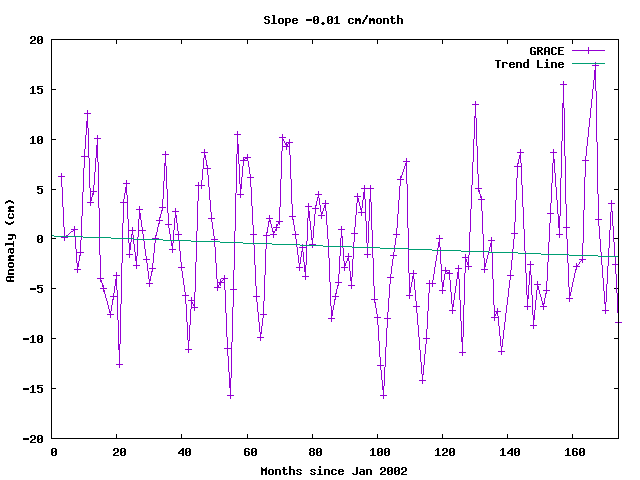 Slope -0.01 cm/month
GRACE
Trend Line
20
15
10
5
0
-5
-10
-15
-20
Anomaly (cm)
0 20 40 60 80 100 120 140 160
Months since Jan 2002